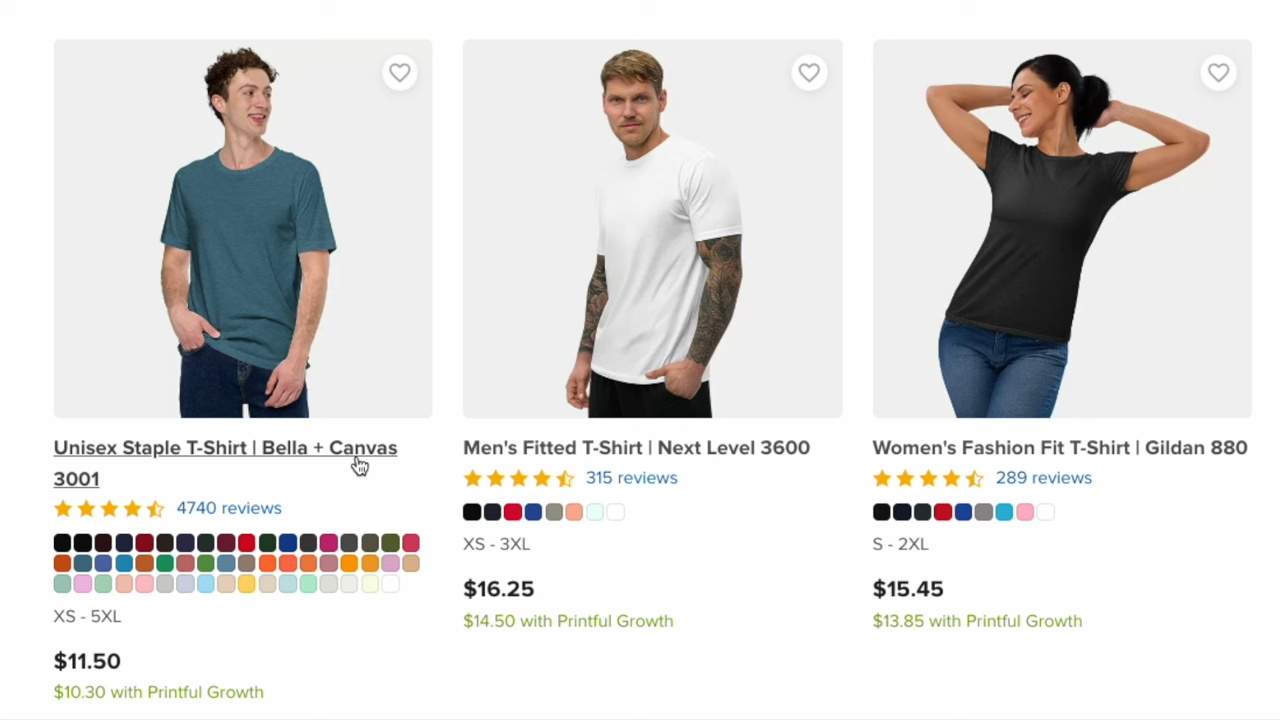 Unisex Staple T-Shirt | Bella + Canvas
3001
4740 reviews
XS - 5XL
$11.50
$10.30 with Printful Growth
Men's Fitted T-Shirt | Next Level 3600
315 reviews
XS - 3XL
$16.25
$14.50 with Printful Growth
Women's Fashion Fit T-Shirt | Gildan 880
289 reviews
S - 2XL
$15.45
$13.85 with Printful Growth